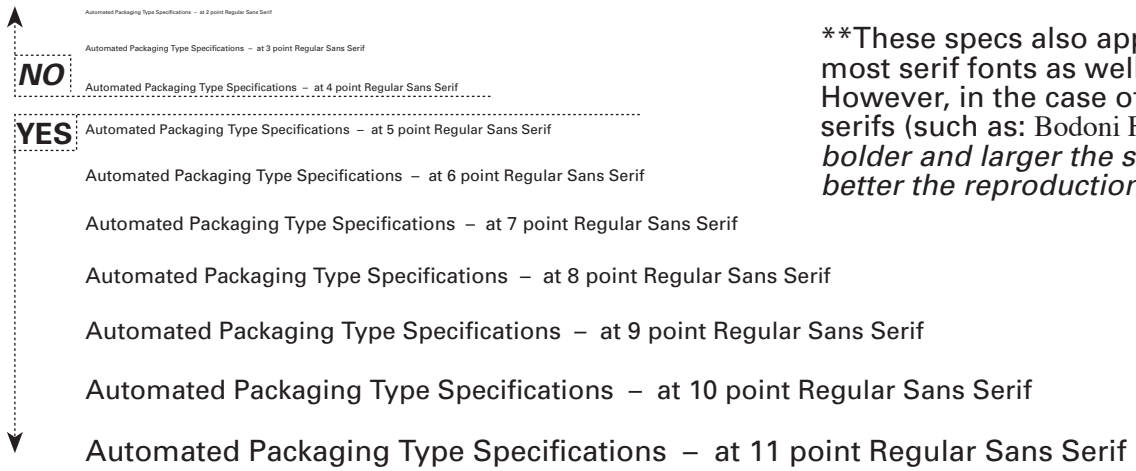 Automated Packaging Type Specifications – at 2 point Regular Sans Serif
Automated Packaging Type Specifications – at 3 point Regular Sans Serif
NO
Automated Packaging Type Specifications – at 4 point Regular Sans Serif
YES
Automated Packaging Type Specifications – at 5 point Regular Sans Serif
Automated Packaging Type Specifications – at 6 point Regular Sans Serif
Automated Packaging Type Specifications – at 7 point Regular Sans Serif
Automated Packaging Type Specifications – at 8 point Regular Sans Serif
Automated Packaging Type Specifications – at 9 point Regular Sans Serif
Automated Packaging Type Specifications – at 10 point Regular Sans Serif
Automated Packaging Type Specifications – at 11 point Regular Sans Serif
**These specs also
most serif fonts as
However, in the case
serifs (such as: Bodoni
bolder and larger the
better the